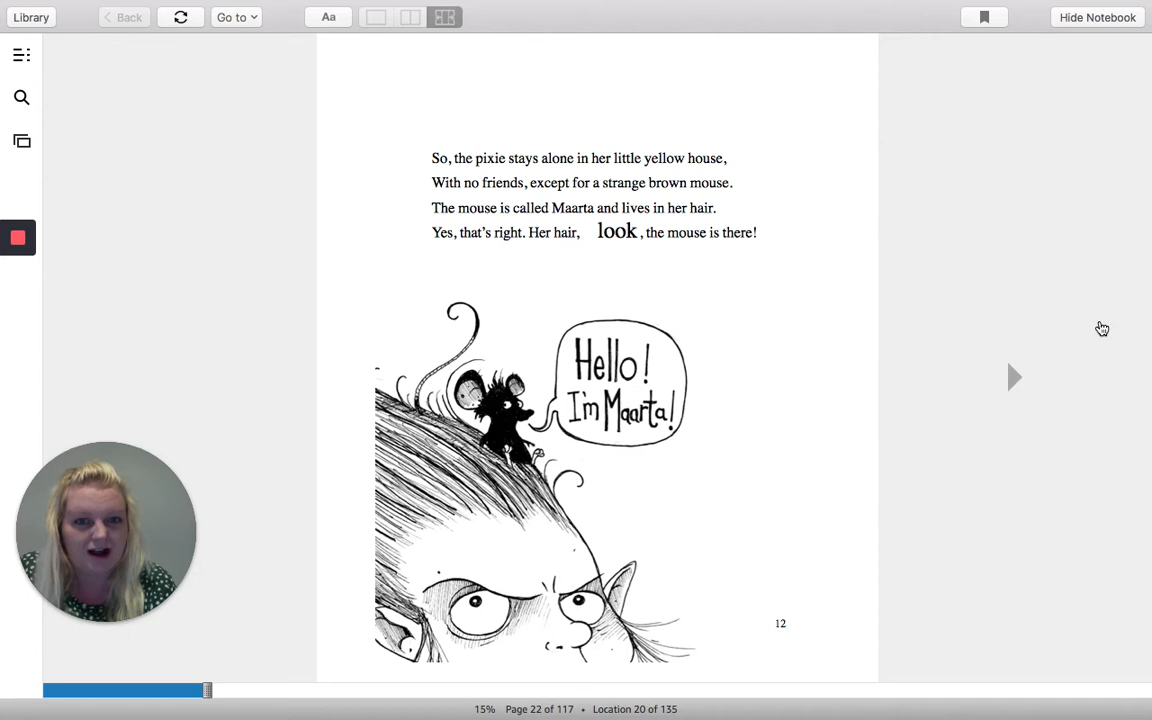 Library
Back
Go to
Aa
Hide Notebook
So, the pixie stays alone in her little yellow house,
With no friends, except for a strange brown mouse.
The mouse is called Maarta and lives in her hair.
Yes, that's right. Her hair, look, the mouse is there!
Hello!
I'm Maarta!
12
15% Page 22 of 117 • Location 20 of 135